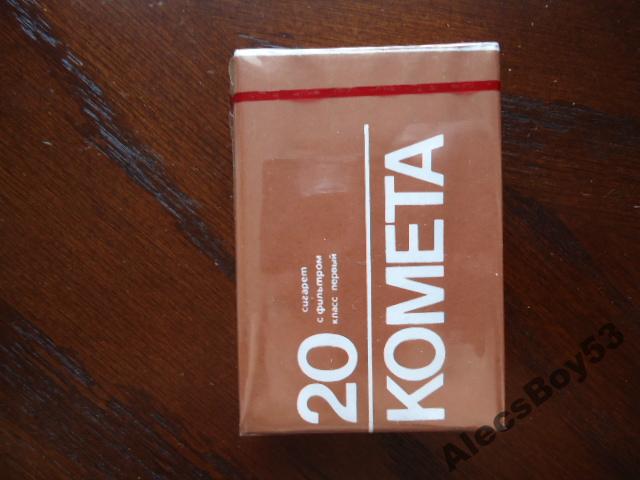 20
сигарет
с фильтром
класс первый
КОМЕТА
AlecsBoy53